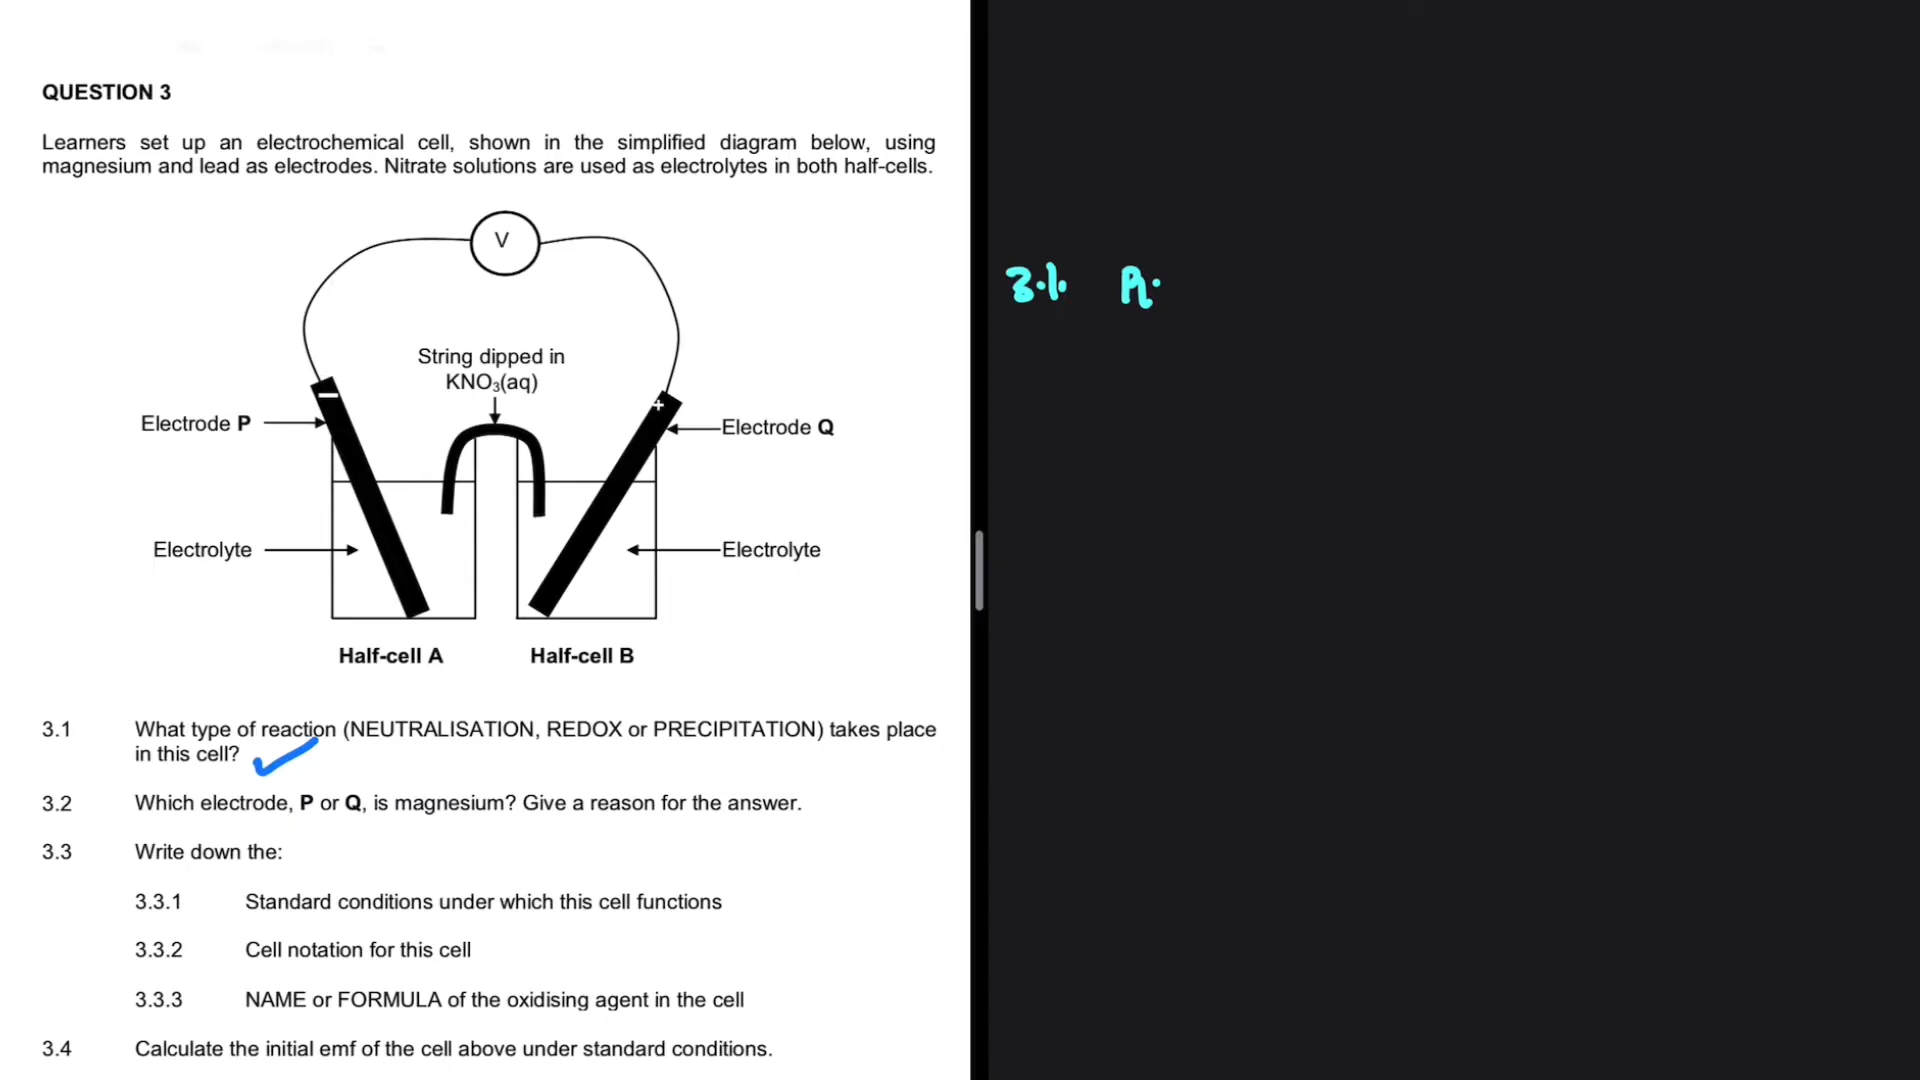 QUESTION 3
Learners set up an electrochemical cell, shown in the simplified diagram below, using
magnesium and lead as electrodes. Nitrate solutions are used as electrolytes in both half-cells.
V
String dipped in
KNO₃(aq)
−
+
Electrode P
Electrode Q
Electrolyte
Electrolyte
Half-cell A
Half-cell B
3.1 What type of reaction (NEUTRALISATION, REDOX or PRECIPITATION) takes place
in this cell?
3.2 Which electrode, P or Q, is magnesium? Give a reason for the answer.
3.3 Write down the:
3.3.1 Standard conditions under which this cell functions
3.3.2 Cell notation for this cell
3.3.3 NAME or FORMULA of the oxidising agent in the cell
3.4 Calculate the initial emf of the cell above under standard conditions.
3.1.